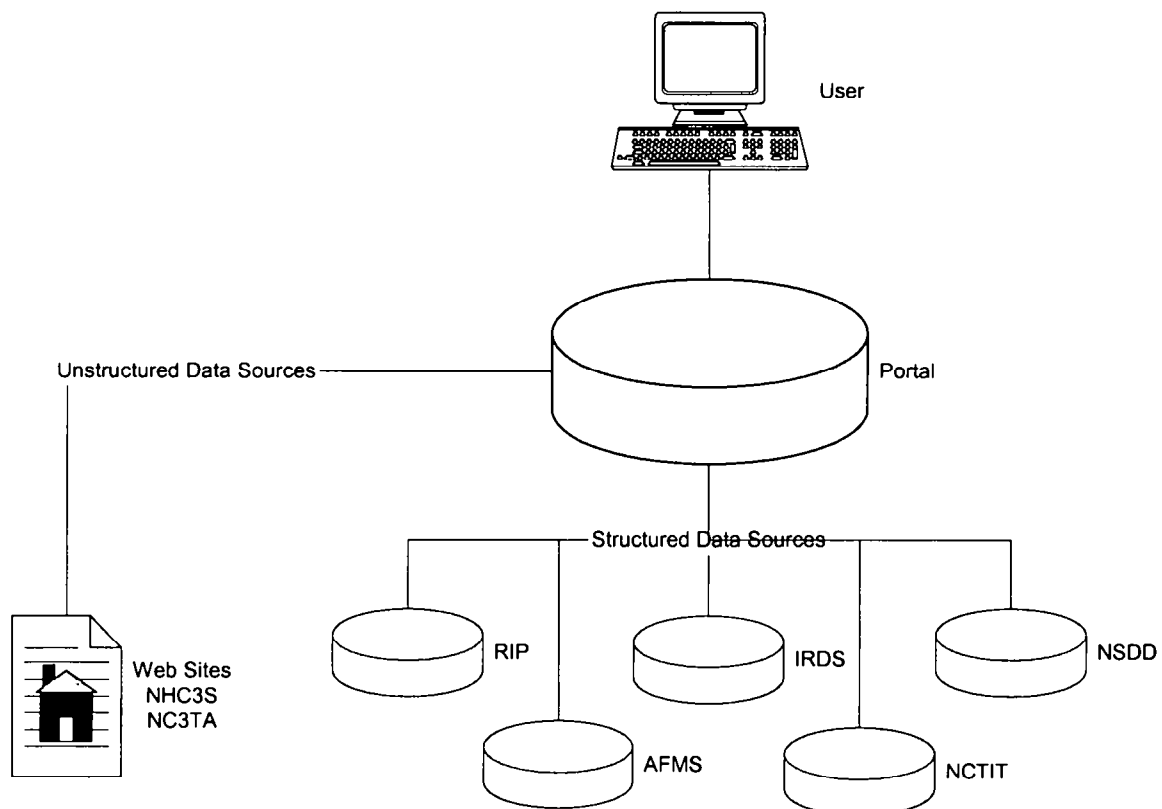 User
Unstructured Data Sources
Portal
Structured Data Sources
RIP
IRDS
NSDD
Web Sites
NHC3S
NC3TA
AFMS
NCTIT